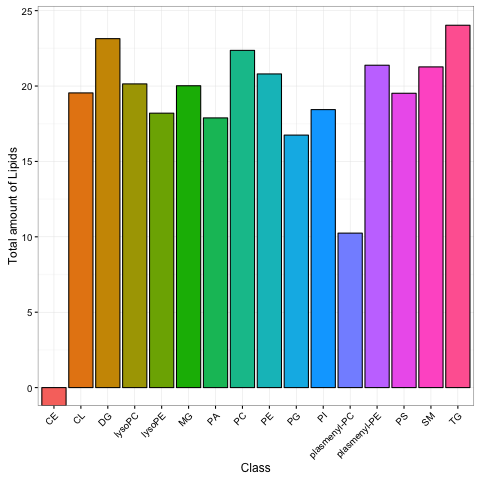 25
20
15
10
5
0
Total amount of Lipids
CE
CL
DG
lysoPC
lysoPE
MG
PA
PC
PE
PG
PI
plasmenyl-PC
plasmenyl-PE
PS
SM
TG
Class